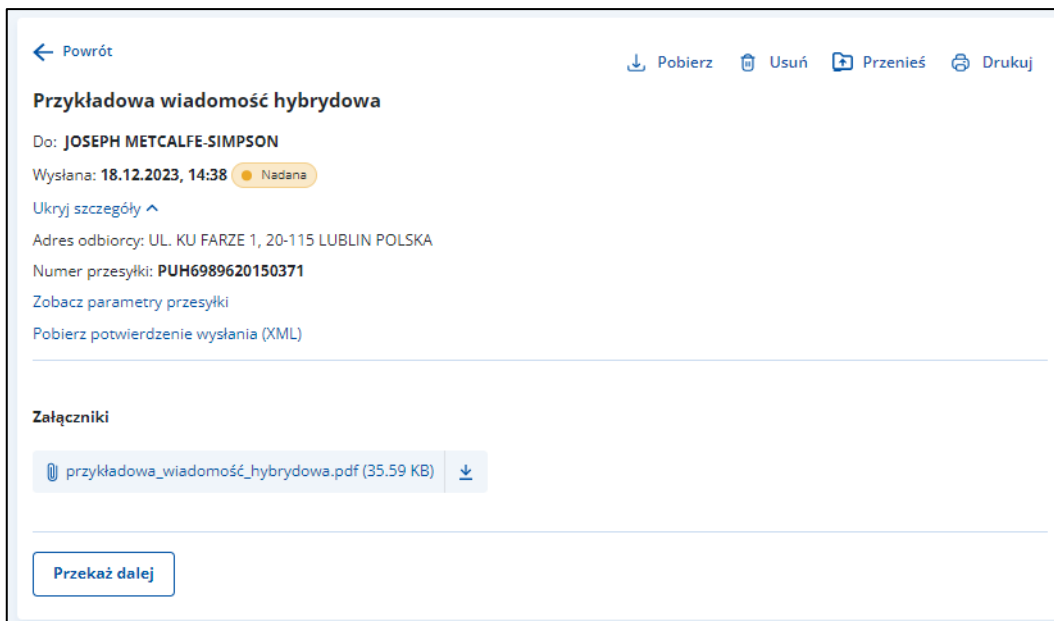 Powrót
Pobierz Usuń Przenieś Drukuj
Przykładowa wiadomość hybrydowa
Do: JOSEPH METCALFE-SIMPSON
Wysłana: 18.12.2023, 14:38 Nadana
Ukryj szczegóły
Adres odbiorcy: UL. KU FARZE 1, 20-115 LUBLIN POLSKA
Numer przesyłki: PUH6989620150371
Zobacz parametry przesyłki
Pobierz potwierdzenie wysłania (XML)
Załączniki
przykładowa_wiadomość_hybrydowa.pdf (35.59 KB)
Przekaż dalej